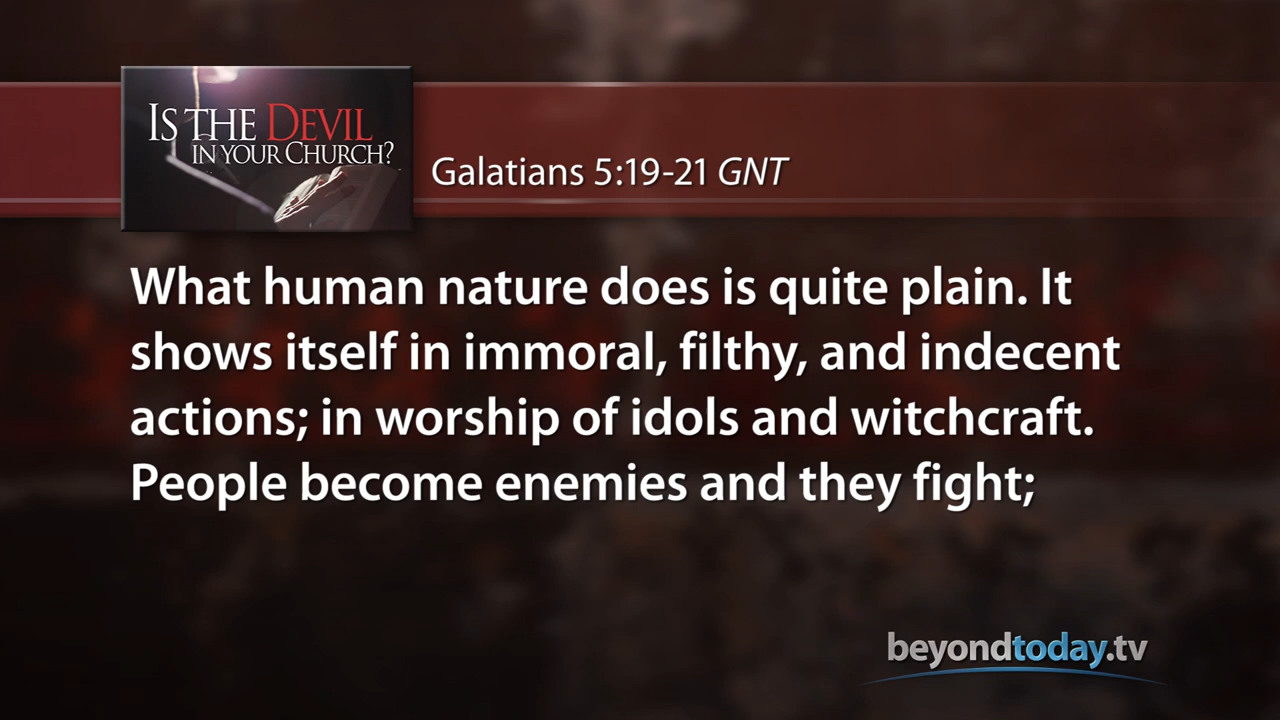 IS THE DEVIL
IN YOUR CHURCH?
Galatians 5:19-21 GNT
What human nature does is quite plain. It
shows itself in immoral, filthy, and indecent
actions; in worship of idols and witchcraft.
People become enemies and they fight;
beyondtoday.tv